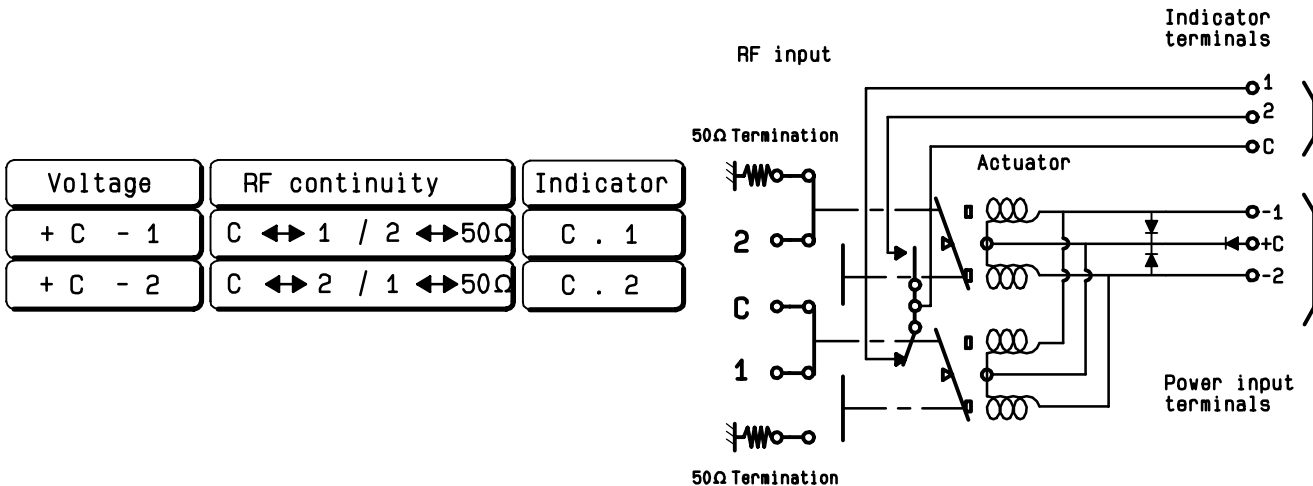 Voltage RF continuity Indicator
+ C - 1 C ↔ 1 / 2 ↔ 50Ω C . 1
+ C - 2 C ↔ 2 / 1 ↔ 50Ω C . 2
Indicator
terminals
RF input
1
2
C
50Ω Termination
Actuator
-1
+C
-2
2
C
1
Power input
terminals
50Ω Termination